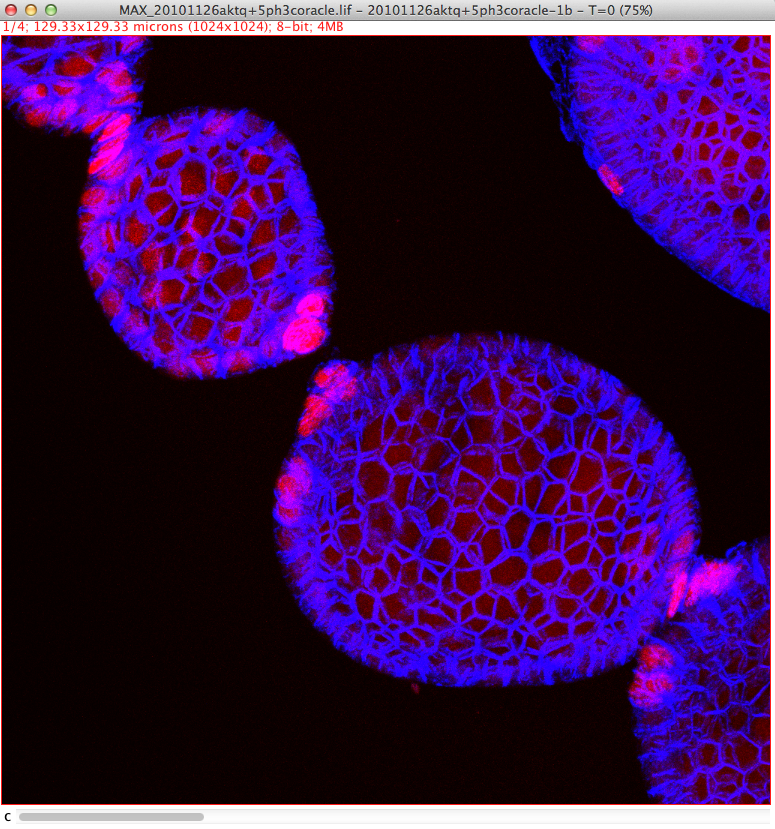 MAX_20101126aktq+5ph3coracle.lif - 20101126aktq+5ph3coracle-1b - T=0 (75%)
1/4; 129.33x129.33 microns (1024x1024); 8-bit; 4MB
c